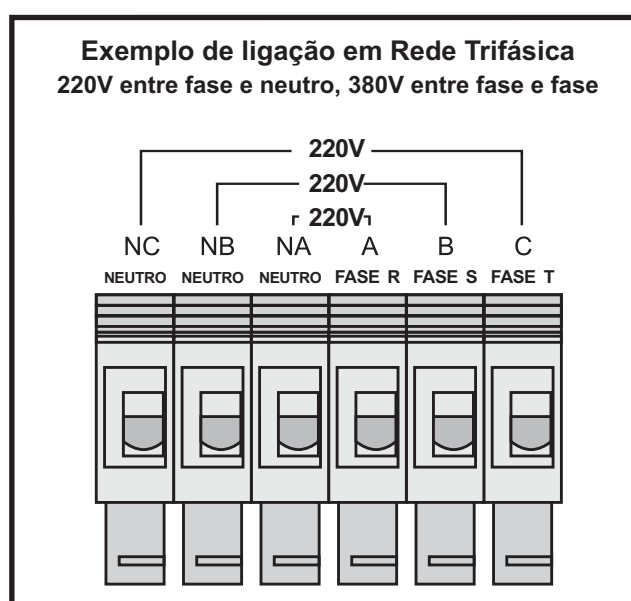 Exemplo de ligação em Rede Trifásica
220V entre fase e neutro, 380V entre fase e fase
220V
220V
220V
NC NB NA A B C
NEUTRO NEUTRO NEUTRO FASE R FASE S FASE T